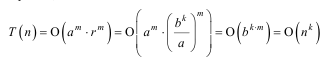 T(n) = O(a^m · r^m) = O(a^m · (b^k / a)^m) = O(b^{k·m}) = O(n^k)